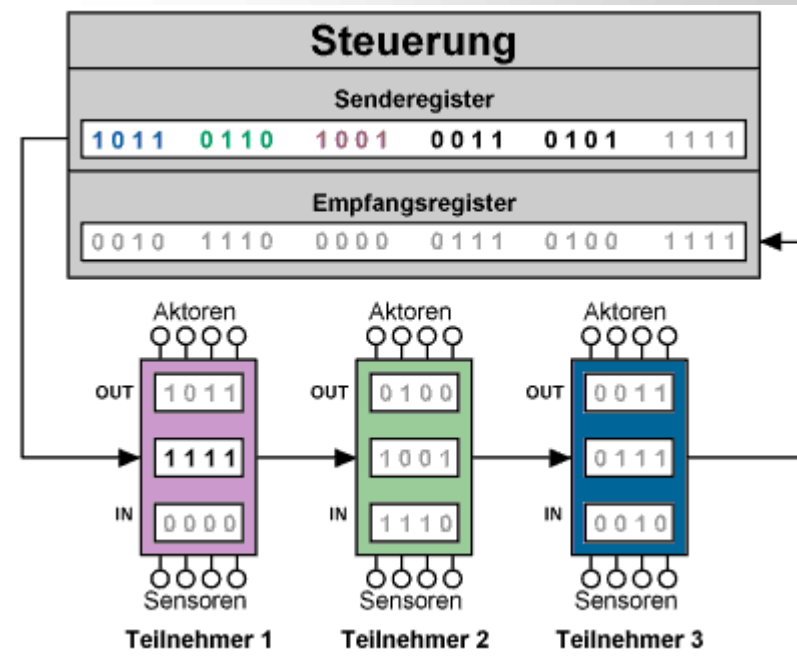 Steuerung
Senderegister
1011 0110 1001 0011 0101 1111
Empfangsregister
0010 1110 0000 0111 0100 1111
Aktoren Aktoren Aktoren
OUT 1011 OUT 0100 OUT 0011
1111 1001 0111
IN 0000 IN 1110 IN 0010
Sensoren Sensoren Sensoren
Teilnehmer 1 Teilnehmer 2 Teilnehmer 3